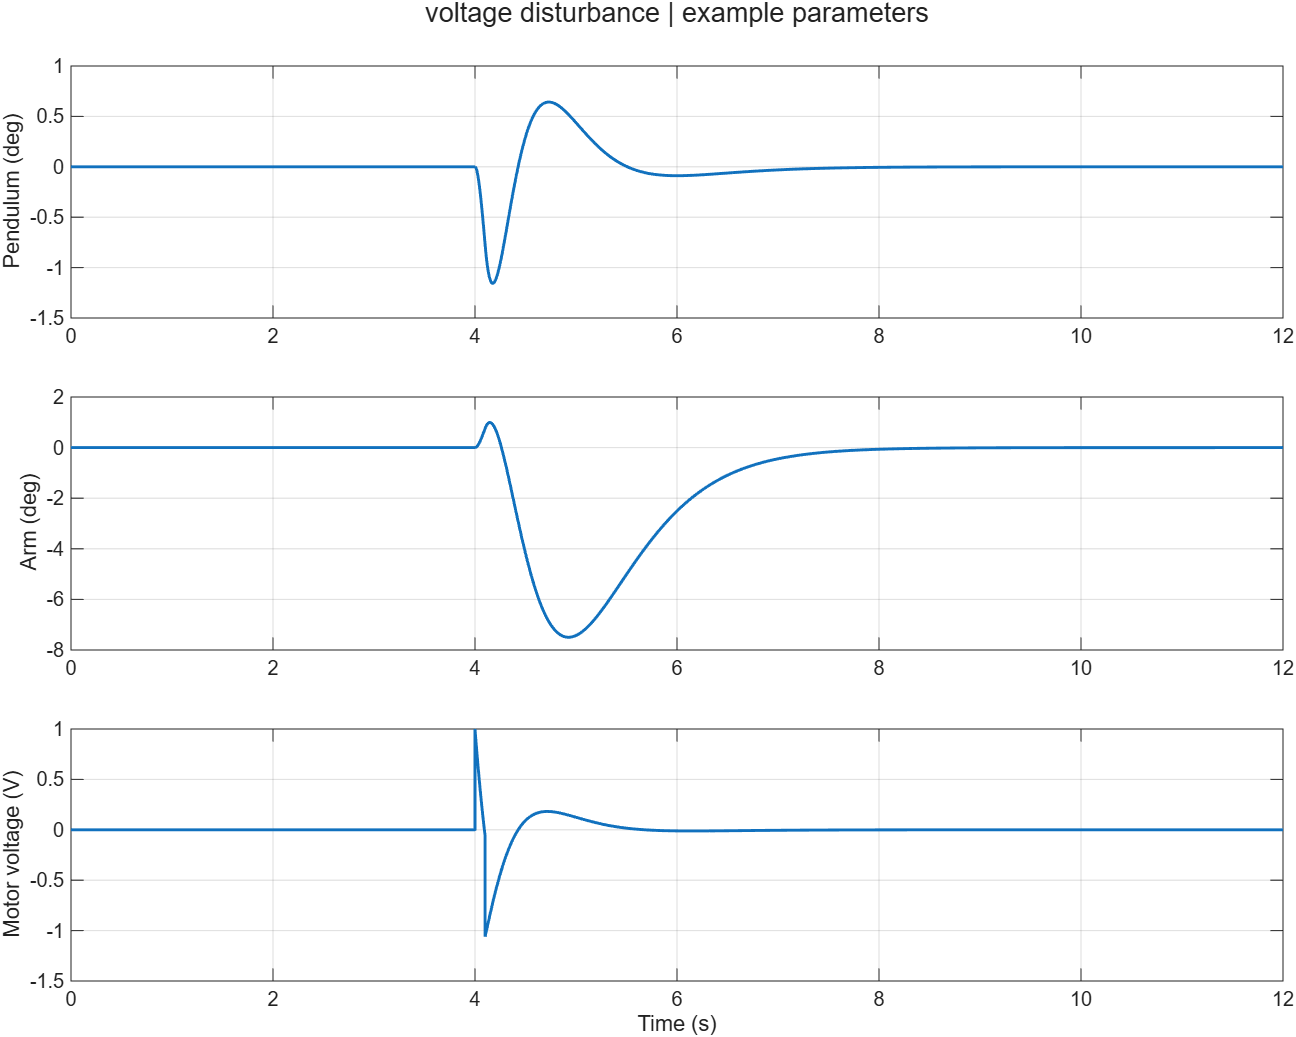 voltage disturbance | example parameters
1
0.5
0
-0.5
-1
-1.5
Pendulum (deg)
0 2 4 6 8 10 12
2
0
-2
-4
-6
-8
Arm (deg)
0 2 4 6 8 10 12
1
0.5
0
-0.5
-1
-1.5
Motor voltage (V)
0 2 4 6 8 10 12
Time (s)